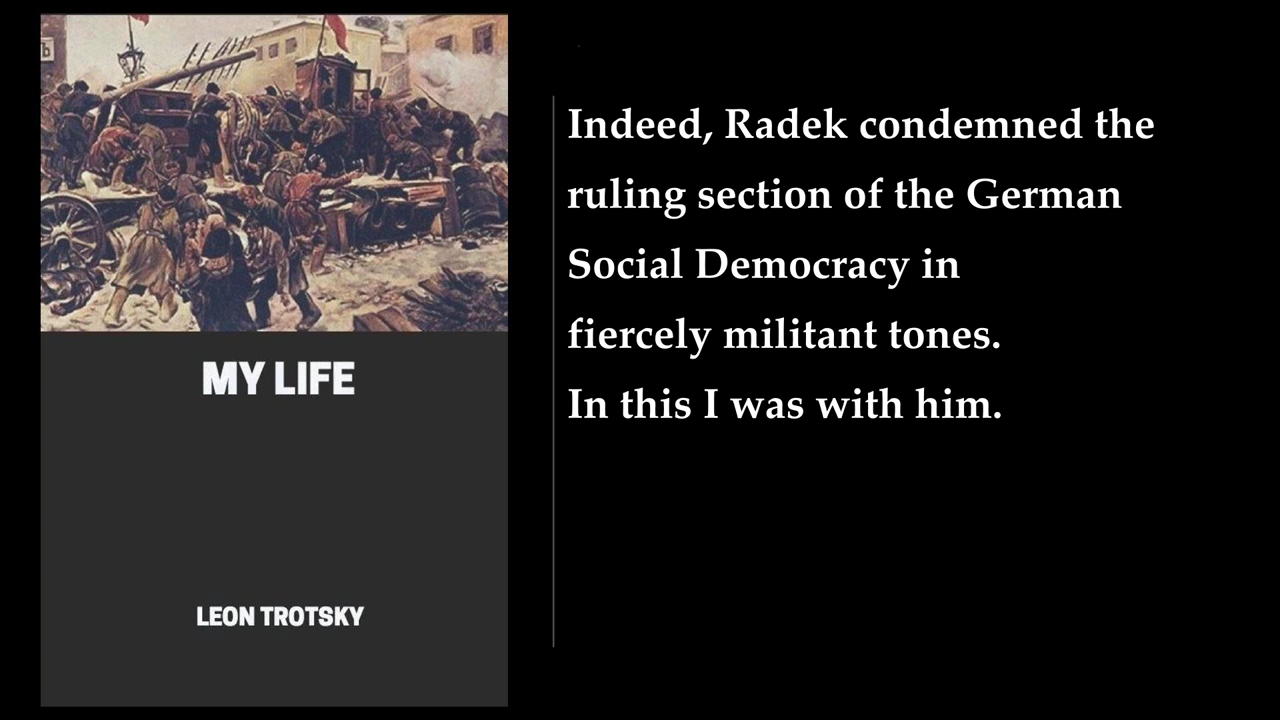 MY LIFE
LEON TROTSKY
Indeed, Radek condemned the
ruling section of the German
Social Democracy in
fiercely militant tones.
In this I was with him.